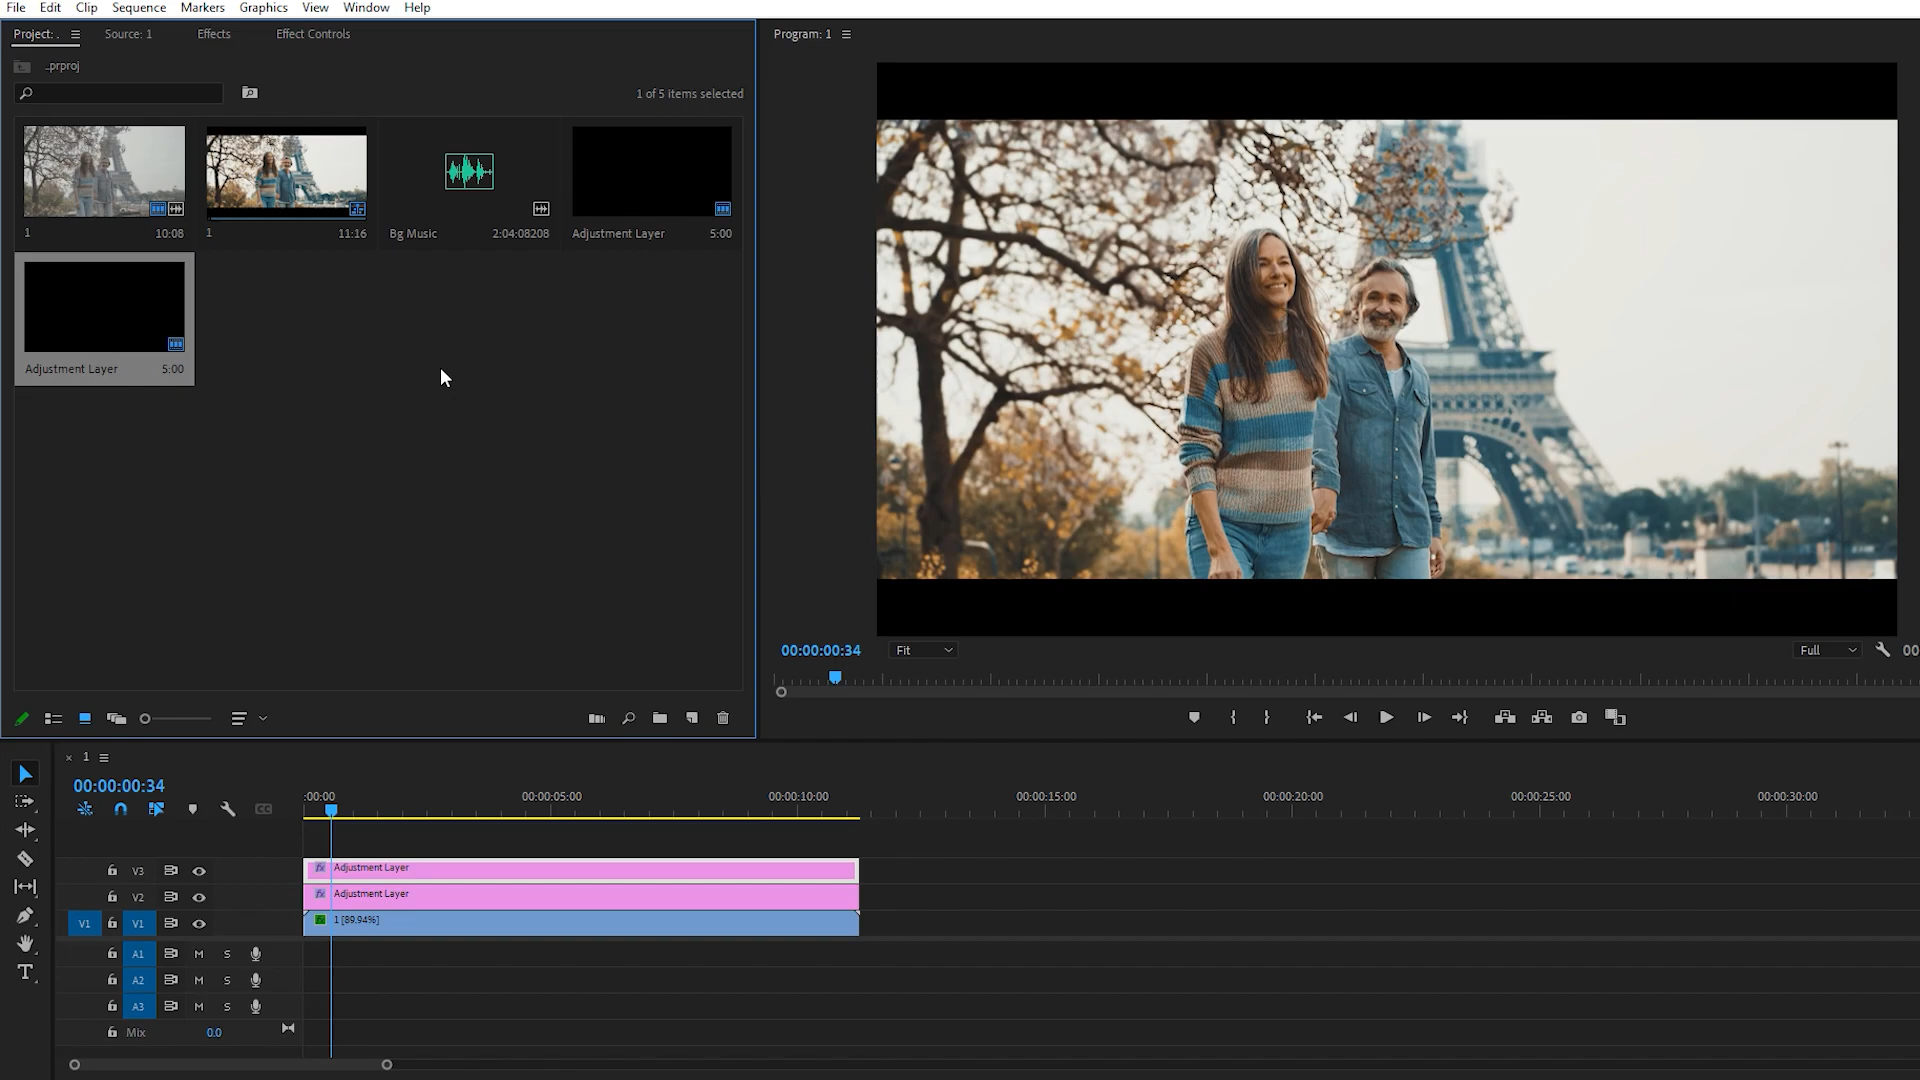 File Edit Clip Sequence Markers Graphics View Window Help
Project: . Source: 1 Effects Effect Controls
Program: 1
_prproj
1 of 5 items selected
1 10:08
1 11:16
Bg Music 2:04:08208
Adjustment Layer 5:00
Adjustment Layer 5:00
00:00:00:34 Fit Full 00
1
00:00:00:34
:00:00 00:00:05:00 00:00:10:00 00:00:15:00 00:00:20:00 00:00:25:00 00:00:30:00
V3 fx Adjustment Layer
V2 fx Adjustment Layer
V1 V1 1 [89.94%]
A1 M S
A2 M S
A3 M S
Mix 0.0